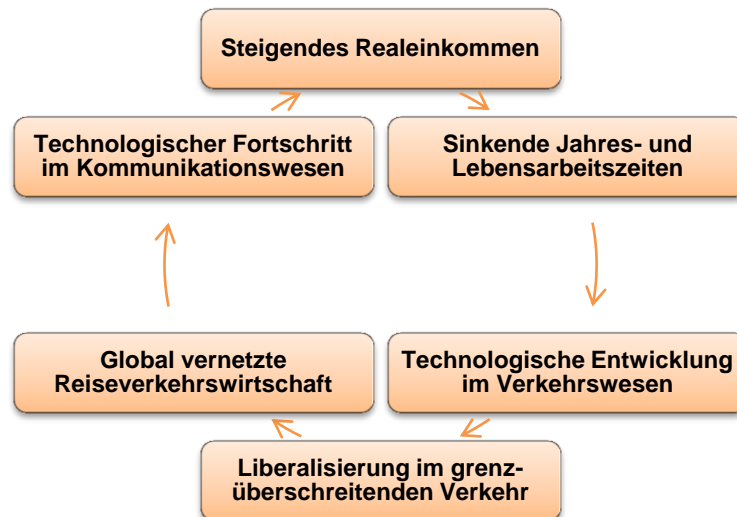 Steigendes Realeinkommen
Technologischer Fortschritt
im Kommunikationswesen
Sinkende Jahres- und
Lebensarbeitszeiten
Global vernetzte
Reiseverkehrswirtschaft
Technologische Entwicklung
im Verkehrswesen
Liberalisierung im grenz-
überschreitenden Verkehr